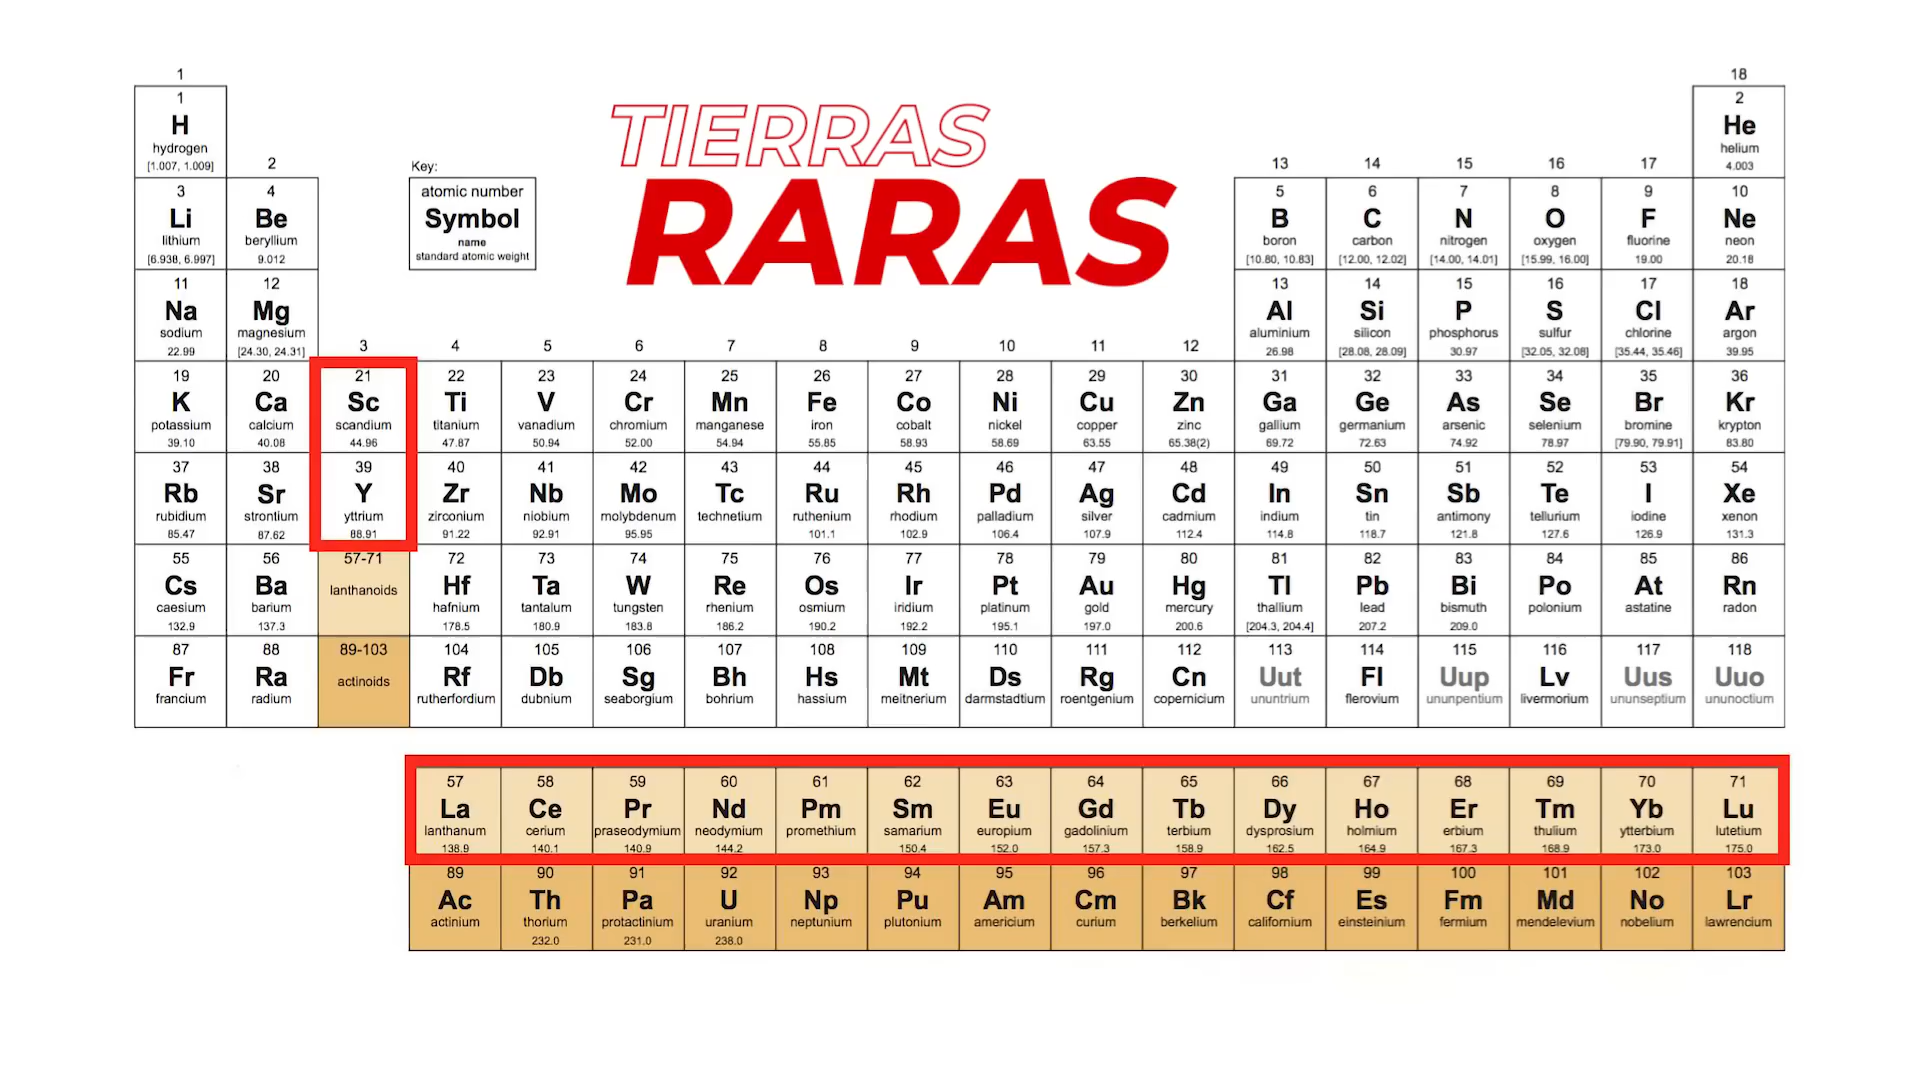 1 18
1 2
H He
hydrogen helium
[1.007, 1.009] 4.003
TIERRAS
RARAS
2 13 14 15 16 17
Key:
atomic number
Symbol
name
standard atomic weight
3 4 5 6 7 8 9 10
Li Be B C N O F Ne
lithium beryllium boron carbon nitrogen oxygen fluorine neon
[6.938, 6.997] 9.012 [10.80, 10.83] [12.00, 12.02] [14.00, 14.01] [15.99, 16.00] 19.00 20.18
11 12 13 14 15 16 17 18
Na Mg Al Si P S Cl Ar
sodium magnesium aluminium silicon phosphorus sulfur chlorine argon
22.99 [24.30, 24.31] 26.98 [28.08, 28.09] 30.97 [32.05, 32.08] [35.44, 35.46] 39.95
3 4 5 6 7 8 9 10 11 12
19 20 21 22 23 24 25 26 27 28 29 30 31 32 33 34 35 36
K Ca Sc Ti V Cr Mn Fe Co Ni Cu Zn Ga Ge As Se Br Kr
potassium calcium scandium titanium vanadium chromium manganese iron cobalt nickel copper zinc gallium germanium arsenic selenium bromine krypton
39.10 40.08 44.96 47.87 50.94 52.00 54.94 55.85 58.93 58.69 63.55 65.38(2) 69.72 72.63 74.92 78.97 [79.90, 79.91] 83.80
37 38 39 40 41 42 43 44 45 46 47 48 49 50 51 52 53 54
Rb Sr Y Zr Nb Mo Tc Ru Rh Pd Ag Cd In Sn Sb Te I Xe
rubidium strontium yttrium zirconium niobium molybdenum technetium ruthenium rhodium palladium silver cadmium indium tin antimony tellurium iodine xenon
85.47 87.62 88.91 91.22 92.91 95.95 101.1 102.9 106.4 107.9 112.4 114.8 118.7 121.8 127.6 126.9 131.3
55 56 57-71 72 73 74 75 76 77 78 79 80 81 82 83 84 85 86
Cs Ba lanthanoids Hf Ta W Re Os Ir Pt Au Hg Tl Pb Bi Po At Rn
caesium barium hafnium tantalum tungsten rhenium osmium iridium platinum gold mercury thallium lead bismuth polonium astatine radon
132.9 137.3 178.5 180.9 183.8 186.2 190.2 192.2 195.1 197.0 200.6 [204.3, 204.4] 207.2 209.0
87 88 89-103 104 105 106 107 108 109 110 111 112 113 114 115 116 117 118
Fr Ra actinoids Rf Db Sg Bh Hs Mt Ds Rg Cn Uut Fl Uup Lv Uus Uuo
francium radium rutherfordium dubnium seaborgium bohrium hassium meitnerium darmstadtium roentgenium copernicium ununtrium flerovium ununpentium livermorium ununseptium ununoctium
57 58 59 60 61 62 63 64 65 66 67 68 69 70 71
La Ce Pr Nd Pm Sm Eu Gd Tb Dy Ho Er Tm Yb Lu
lanthanum cerium praseodymium neodymium promethium samarium europium gadolinium terbium dysprosium holmium erbium thulium ytterbium lutetium
138.9 140.1 140.9 144.2 150.4 152.0 157.3 158.9 162.5 164.9 167.3 168.9 173.0 175.0
89 90 91 92 93 94 95 96 97 98 99 100 101 102 103
Ac Th Pa U Np Pu Am Cm Bk Cf Es Fm Md No Lr
actinium thorium protactinium uranium neptunium plutonium americium curium berkelium californium einsteinium fermium mendelevium nobelium lawrencium
232.0 231.0 238.0